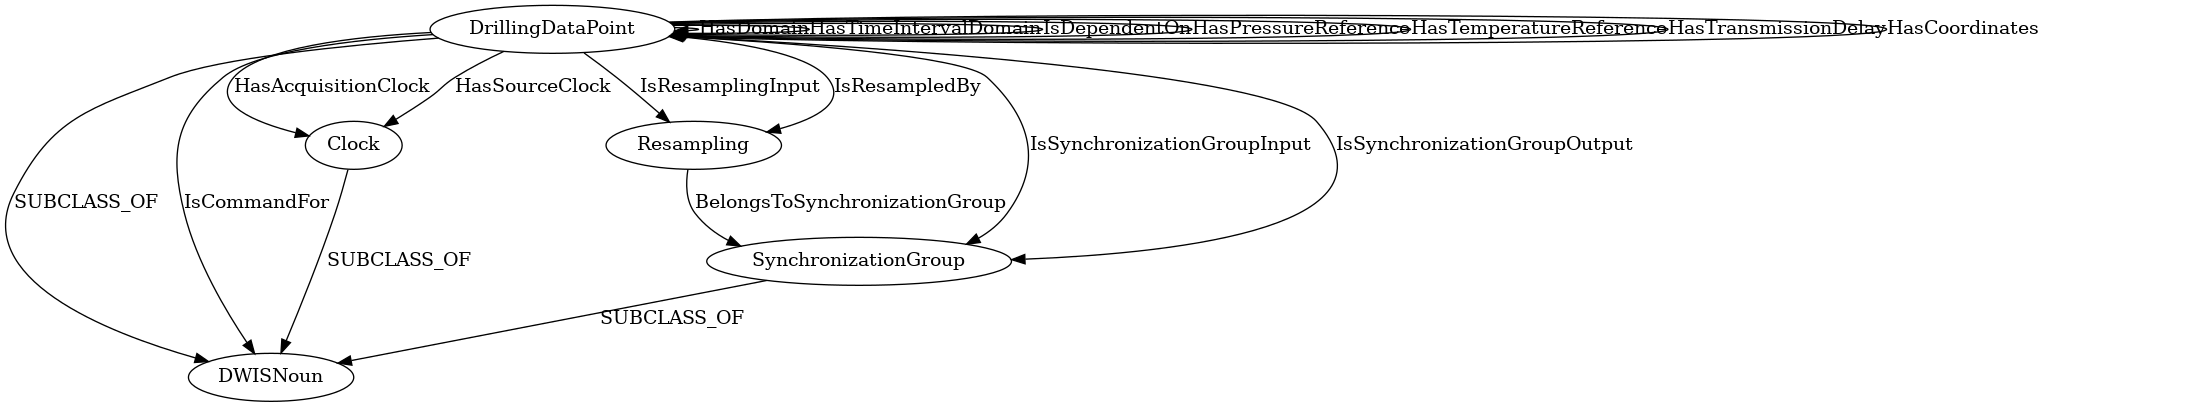 DrillingDataPoint
HasDomain
HasTimeIntervalDomain
IsDependentOn
HasPressureReference
HasTemperatureReference
HasTransmissionDelay
HasCoordinates
HasAcquisitionClock
HasSourceClock
IsResamplingInput
IsResampledBy
Clock
Resampling
IsSynchronizationGroupInput
IsSynchronizationGroupOutput
SUBCLASS_OF
IsCommandFor
BelongsToSynchronizationGroup
SUBCLASS_OF
SynchronizationGroup
SUBCLASS_OF
DWISNoun